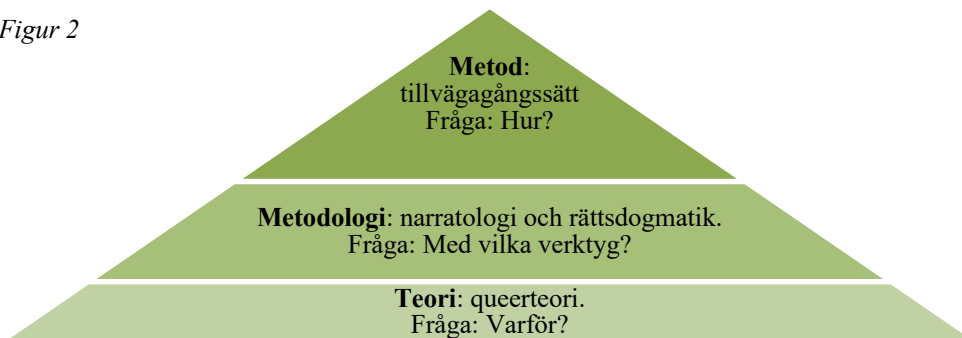 Figur 2
Metod:
tillvägagångssätt
Fråga: Hur?
Metodologi: narratologi och rättsdogmatik.
Fråga: Med vilka verktyg?
Teori: queerteori.
Fråga: Varför?